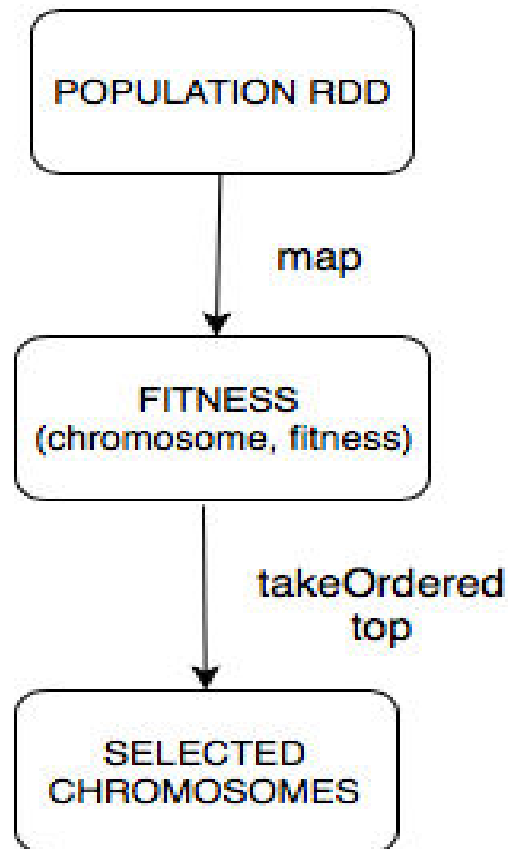 POPULATION RDD
map
FITNESS
(chromosome, fitness)
takeOrdered
top
SELECTED
CHROMOSOMES